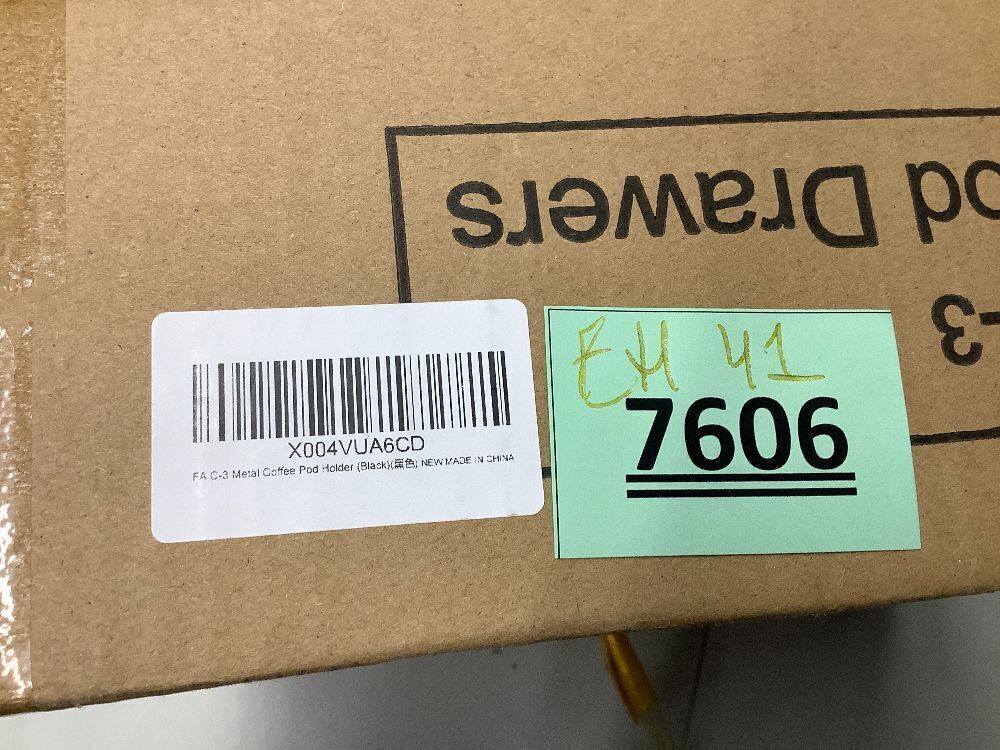 od Drawers
-3
X004VUA6CD
FA C-3 Metal Coffee Pod Holder (Black)(黑色) NEW MADE IN CHINA
EH 41
7606